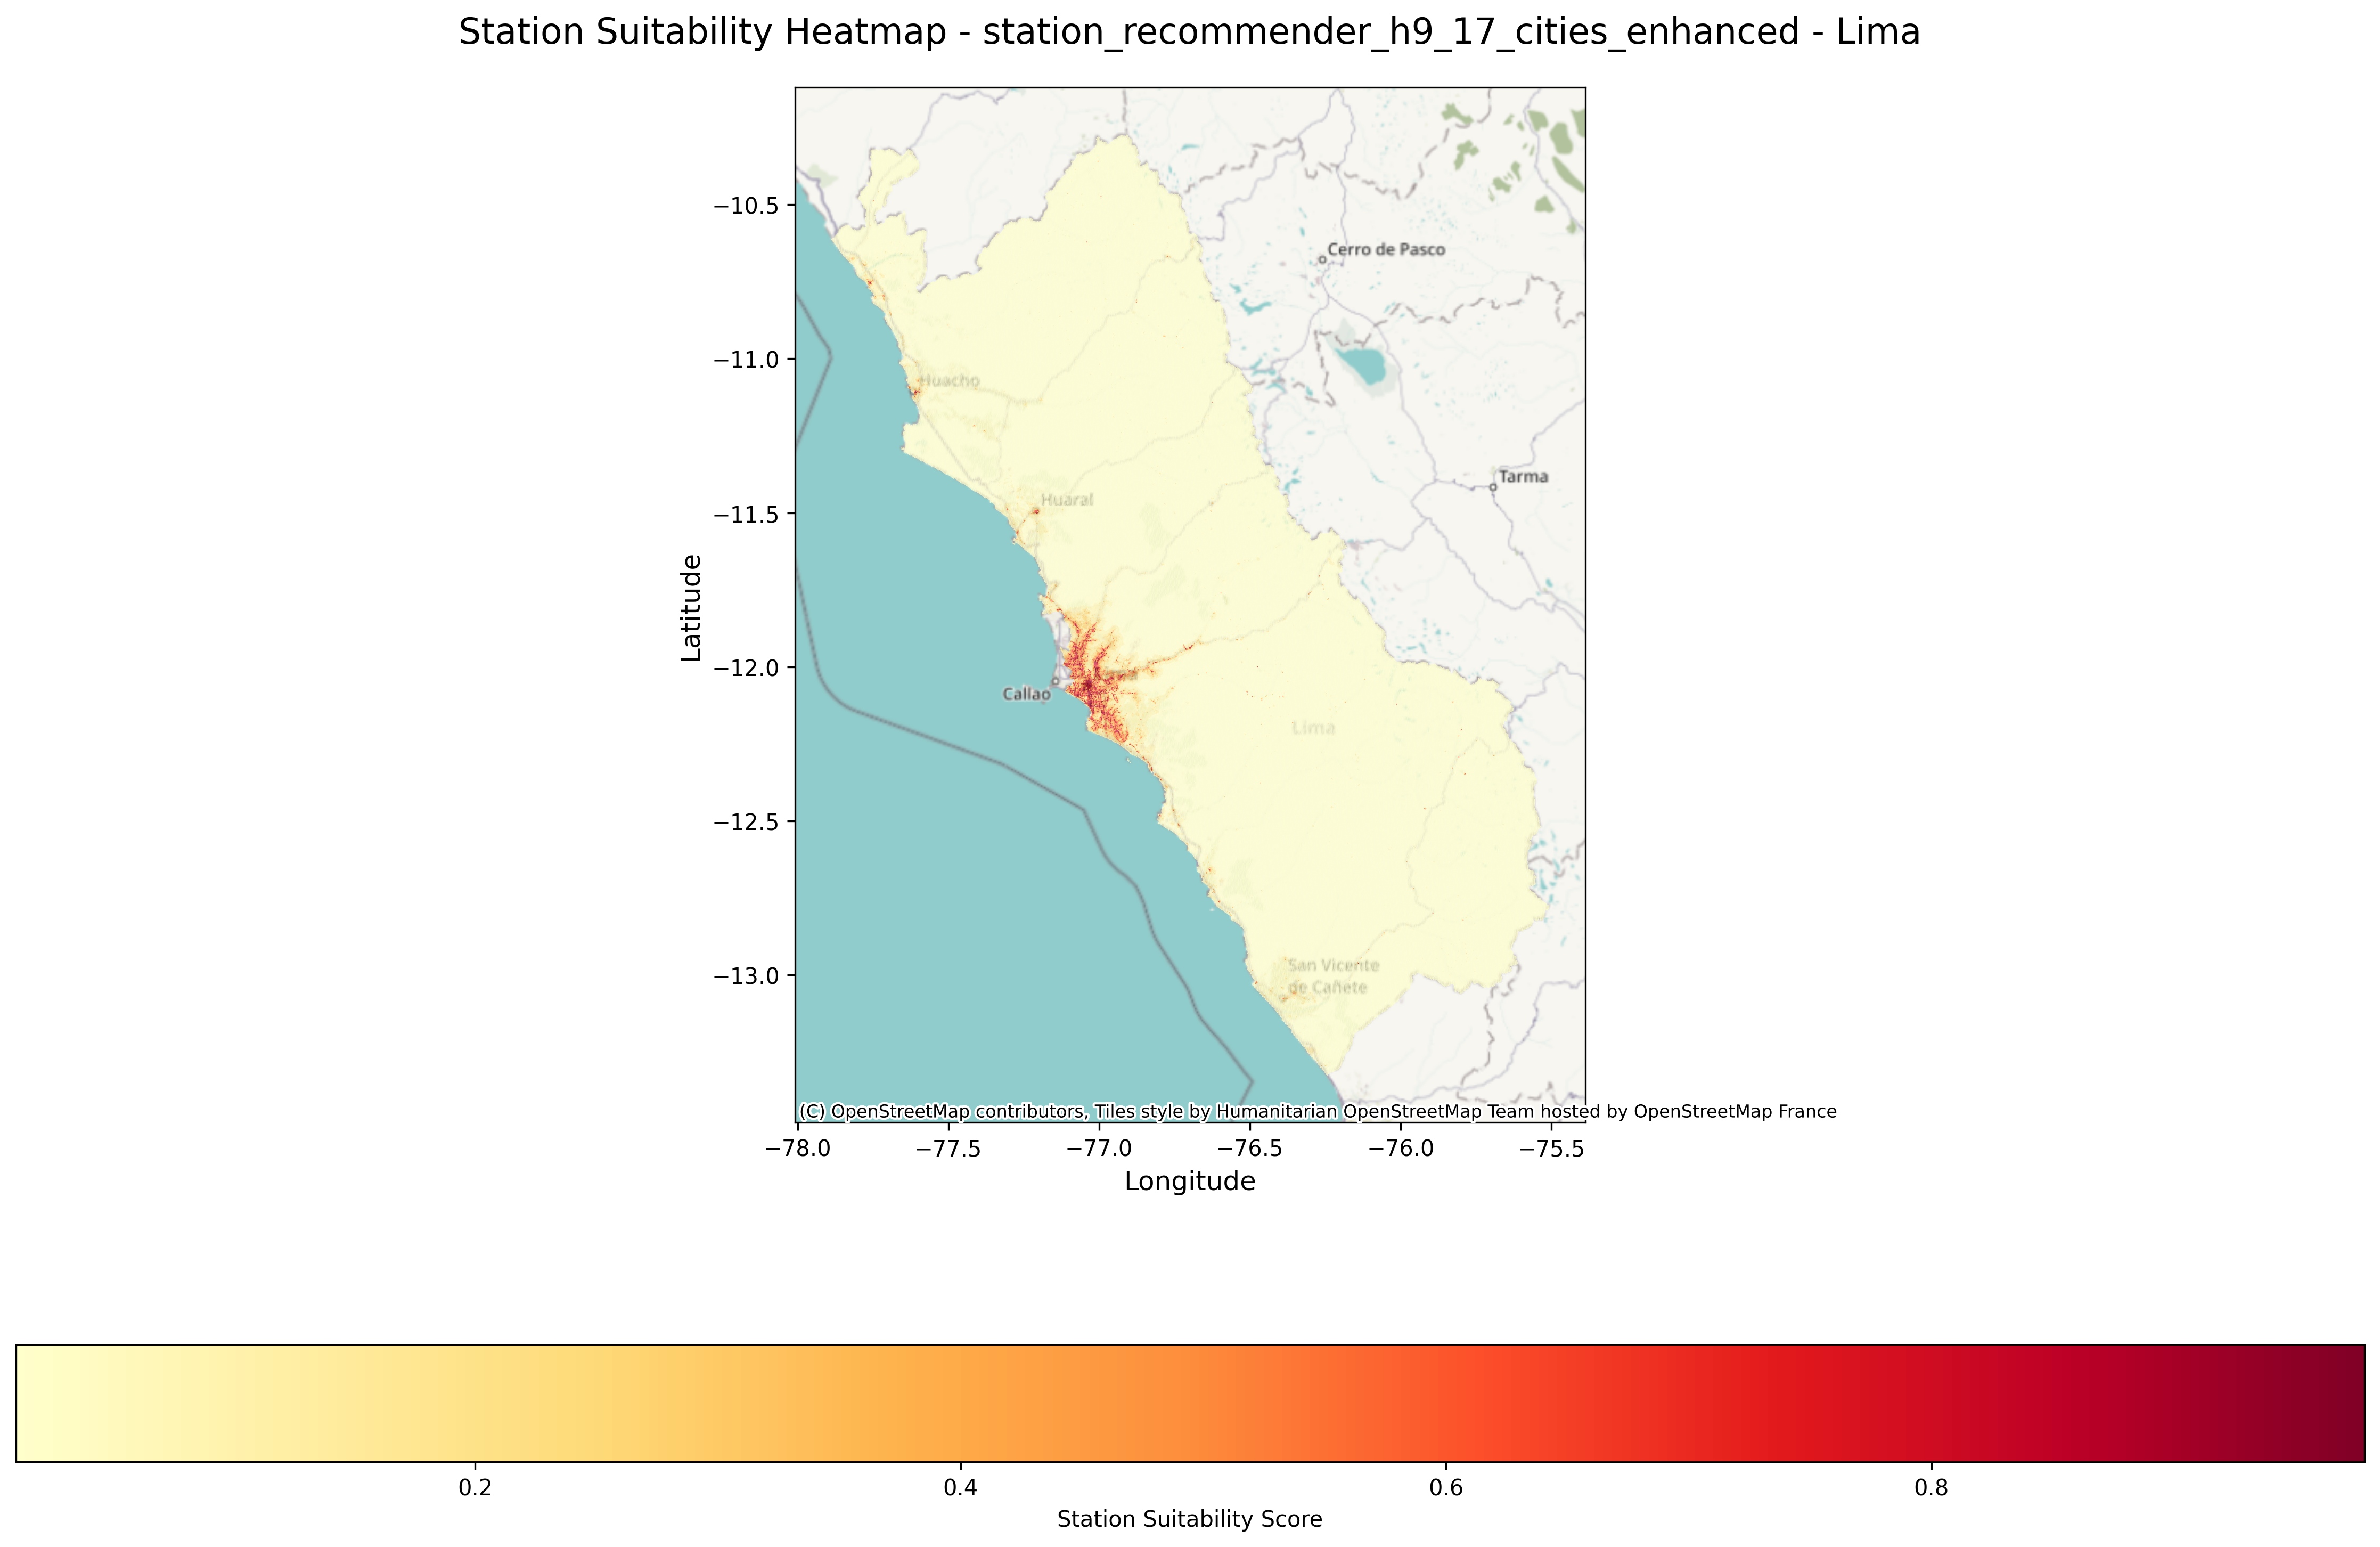 Station Suitability Heatmap - station_recommender_h9_17_cities_enhanced - Lima
Latitude
−10.5
−11.0
−11.5
−12.0
−12.5
−13.0
Cerro de Pasco
Huacho
Tarma
Huaral
Callao
Lima
San Vicente
de Cañete
(C) OpenStreetMap contributors, Tiles style by Humanitarian OpenStreetMap Team hosted by OpenStreetMap France
−78.0 −77.5 −77.0 −76.5 −76.0 −75.5
Longitude
0.2 0.4 0.6 0.8
Station Suitability Score